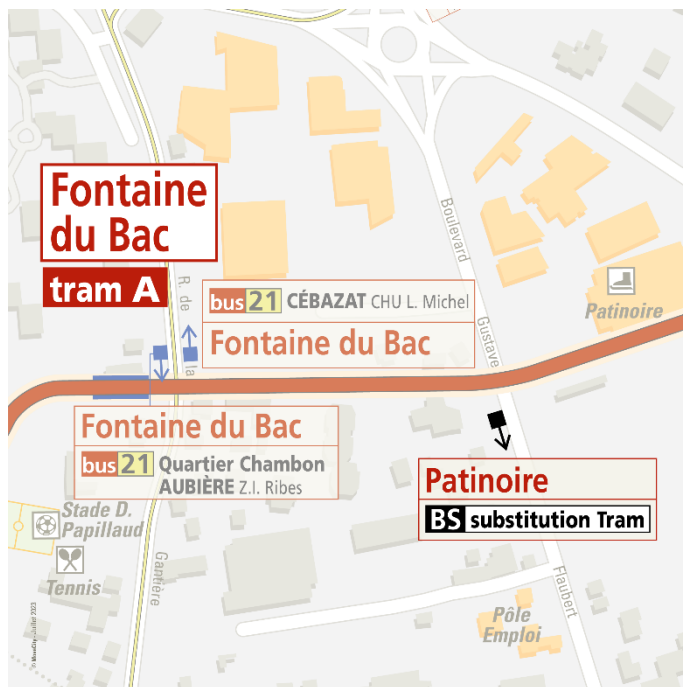 Fontaine
du Bac
tram A
R. de
la
Gantière
bus 21 CÉBAZAT CHU L. Michel
Fontaine du Bac
Fontaine du Bac
bus 21 Quartier Chambon
AUBIÈRE Z.I. Ribes
Boulevard
Gustave
Flaubert
Patinoire
Patinoire
BS substitution Tram
Stade D.
Papillaud
Tennis
Pôle
Emploi